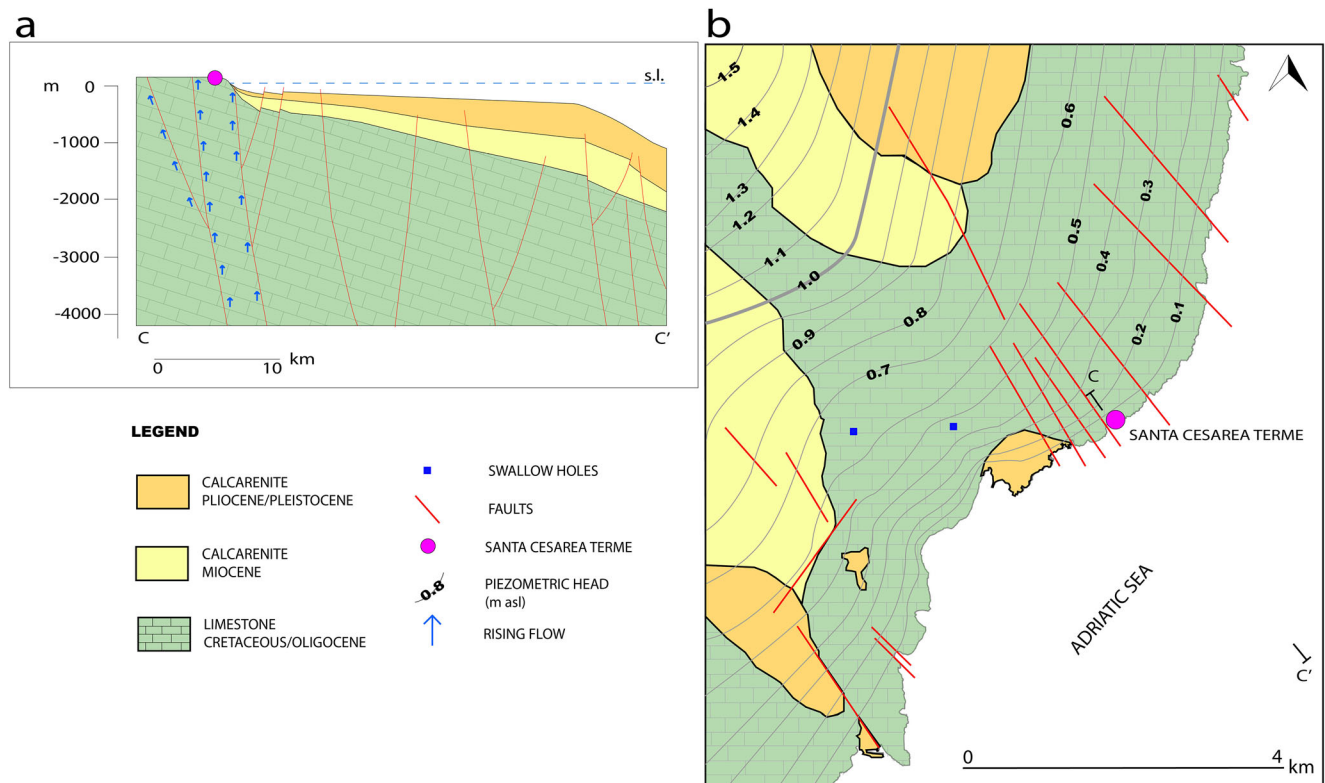 a
m
0
-1000
-2000
-3000
-4000
s.l.
C
C'
0
10
km
LEGEND
CALCARENITE
PLIOCENE/PLEISTOCENE
CALCARENITE
MIOCENE
LIMESTONE
CRETACEOUS/OLIGOCENE
SWALLOW HOLES
FAULTS
SANTA CESAREA TERME
0.8
PIEZOMETRIC HEAD
(m asl)
RISING FLOW
b
1.5
1.4
1.3
1.2
1.1
1.0
0.9
0.8
0.7
0.6
0.5
0.4
0.3
0.2
0.1
C
SANTA CESAREA TERME
ADRIATIC SEA
C'
0
4
km